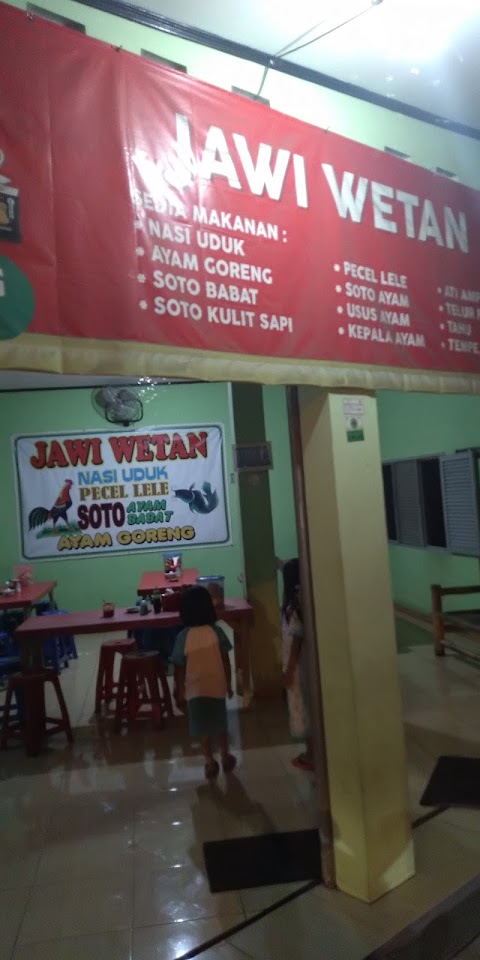 JAWI WETAN
SEDIA MAKANAN :
* NASI UDUK
* AYAM GORENG
* SOTO BABAT
* SOTO KULIT SAPI
• PECEL LELE
• SOTO AYAM
• USUS AYAM
• KEPALA AYAM
• ATI AMP
• TELUR
• TAHU
• TEMPE
JAWI WETAN
NASI UDUK
PECEL LELE
SOTO AYAM BABAT
AYAM GORENG